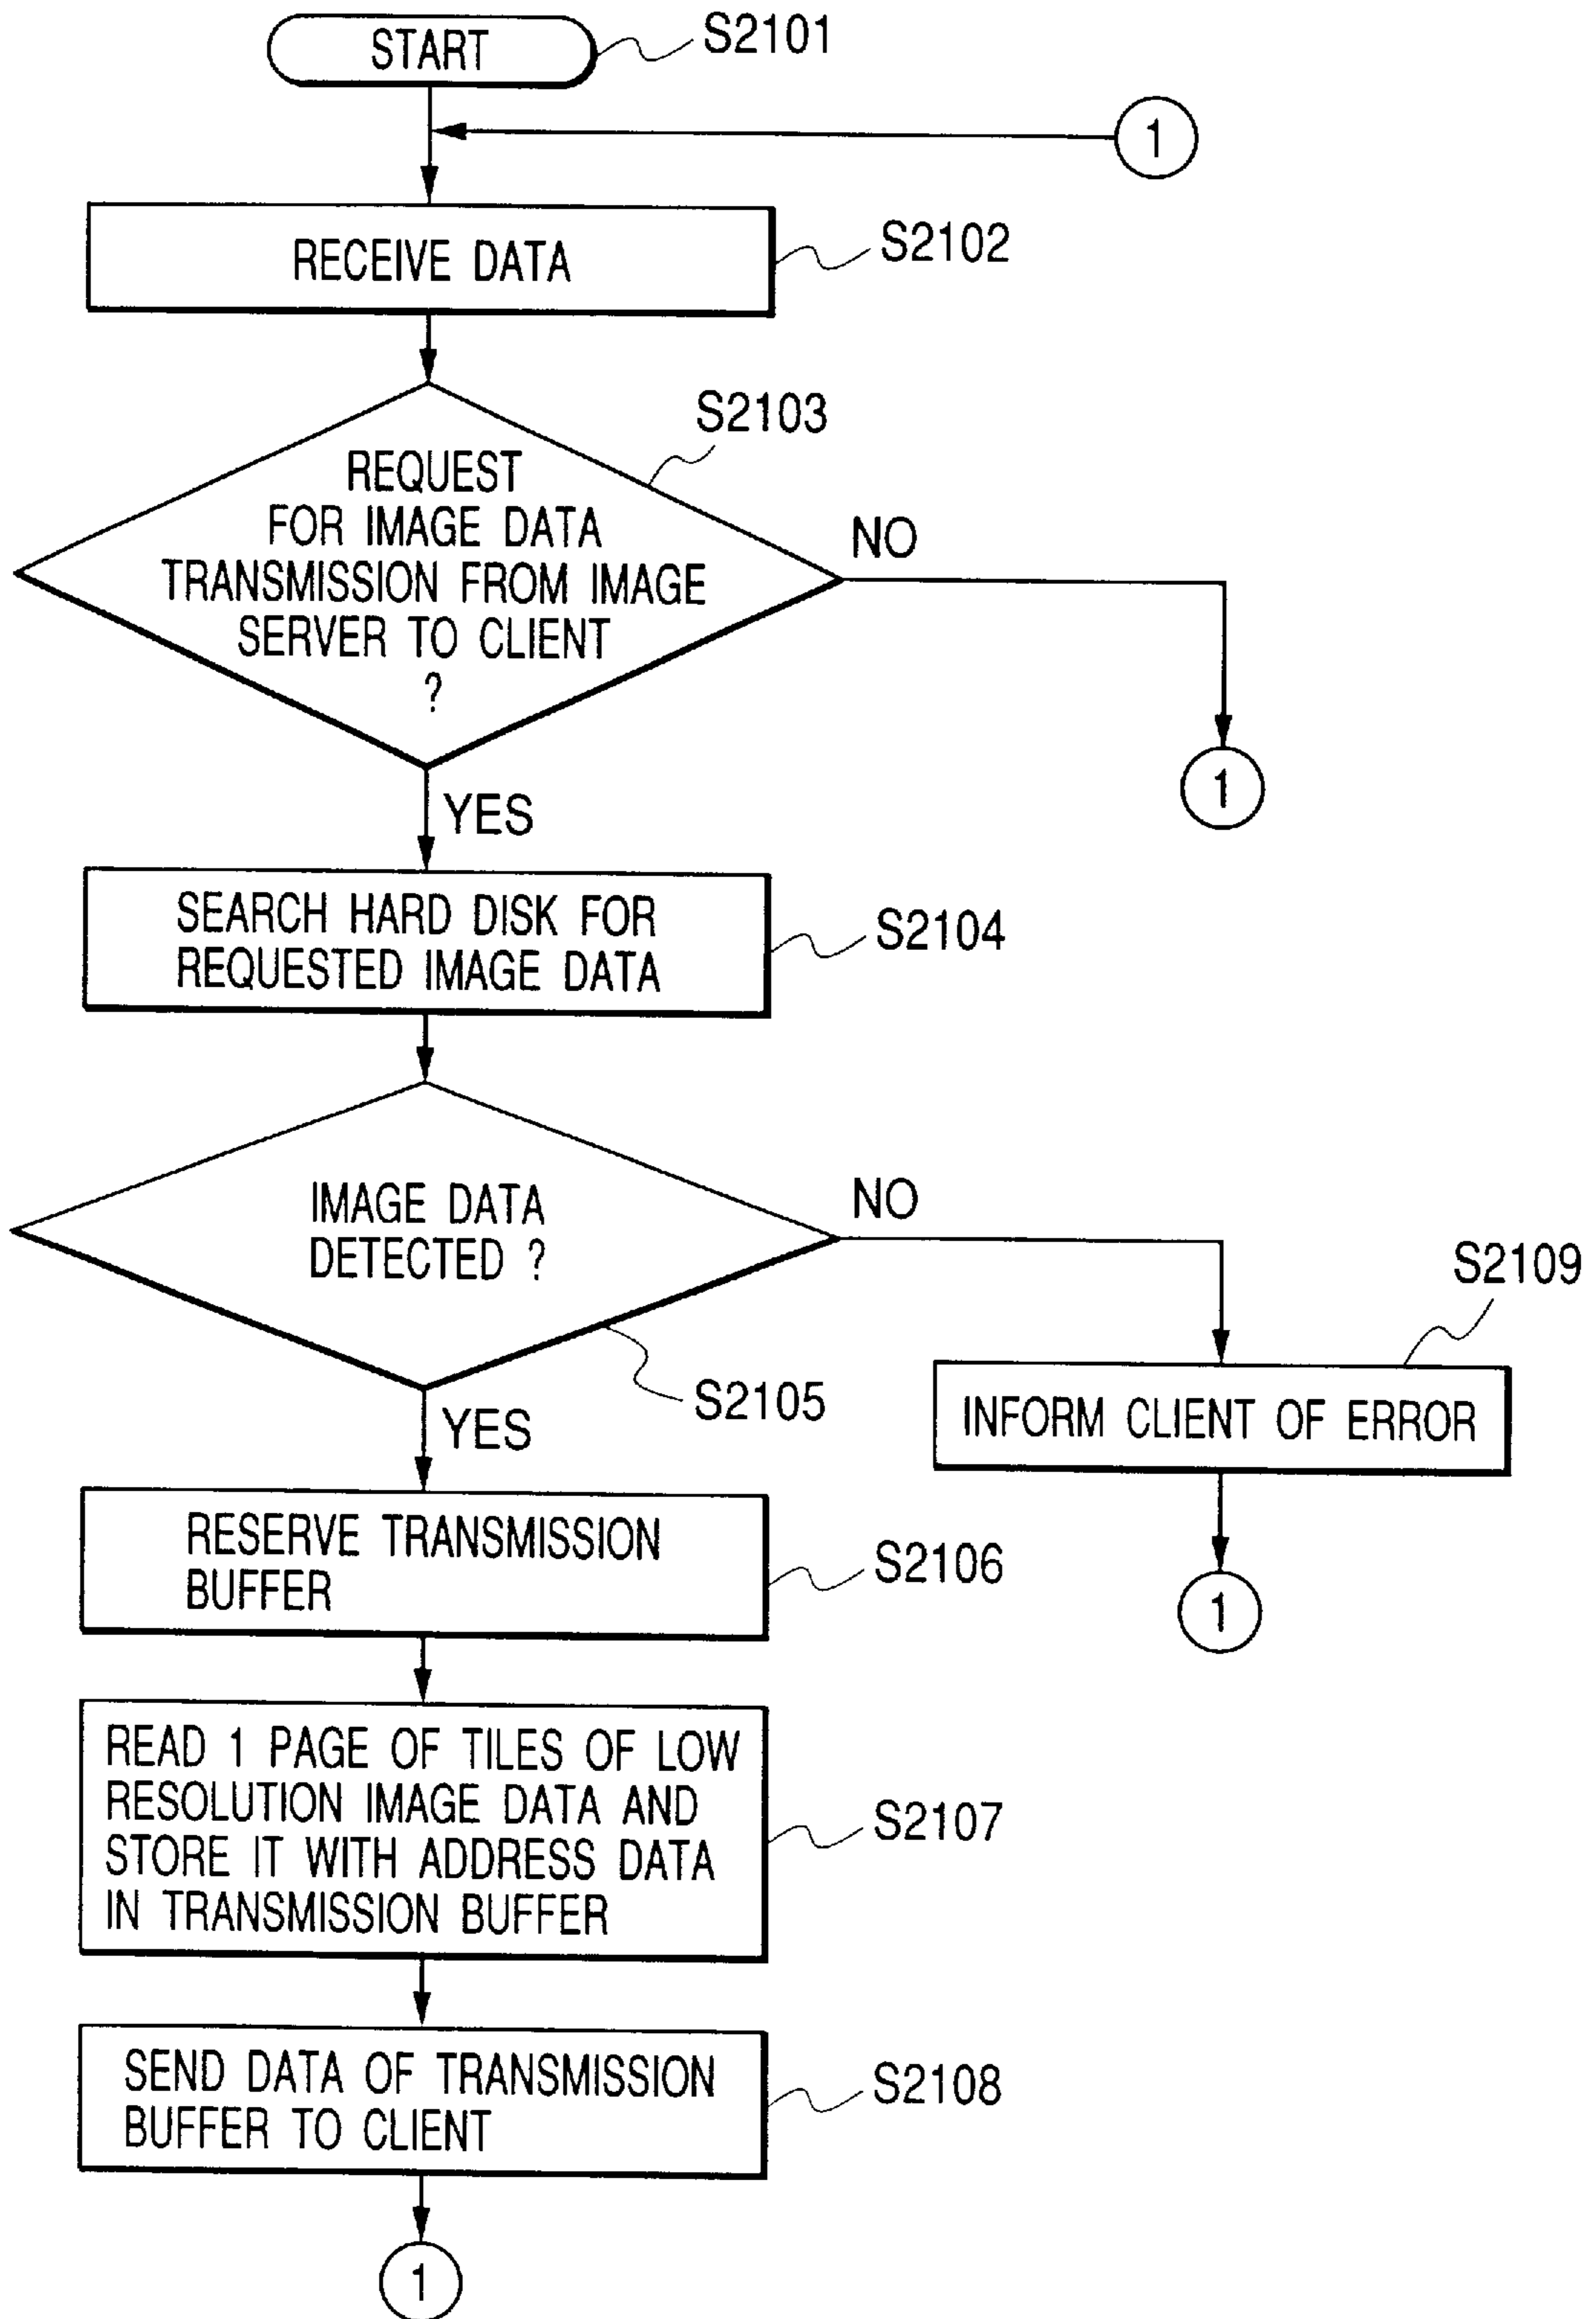 START
S2101
1
RECEIVE DATA
S2102
S2103
REQUEST
FOR IMAGE DATA
TRANSMISSION FROM IMAGE
SERVER TO CLIENT
?
NO
1
YES
SEARCH HARD DISK FOR
REQUESTED IMAGE DATA
S2104
IMAGE DATA
DETECTED ?
NO
S2109
S2105
INFORM CLIENT OF ERROR
1
YES
RESERVE TRANSMISSION
BUFFER
S2106
READ 1 PAGE OF TILES OF LOW
RESOLUTION IMAGE DATA AND
STORE IT WITH ADDRESS DATA
IN TRANSMISSION BUFFER
S2107
SEND DATA OF TRANSMISSION
BUFFER TO CLIENT
S2108
1